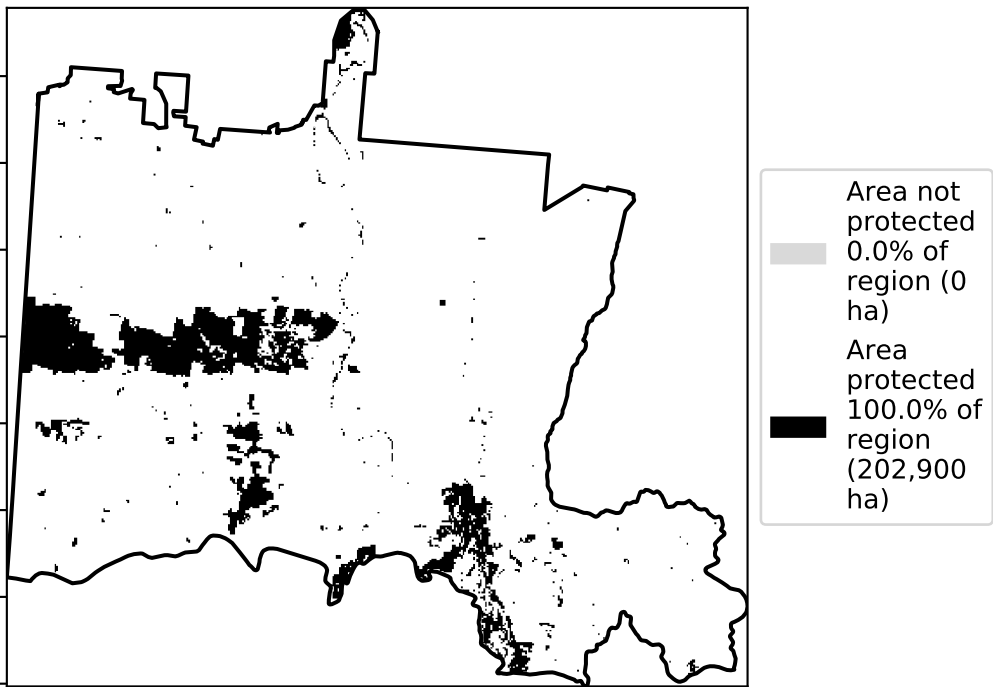 Area not
protected
0.0% of
region (0
ha)
Area
protected
100.0% of
region
(202,900
ha)